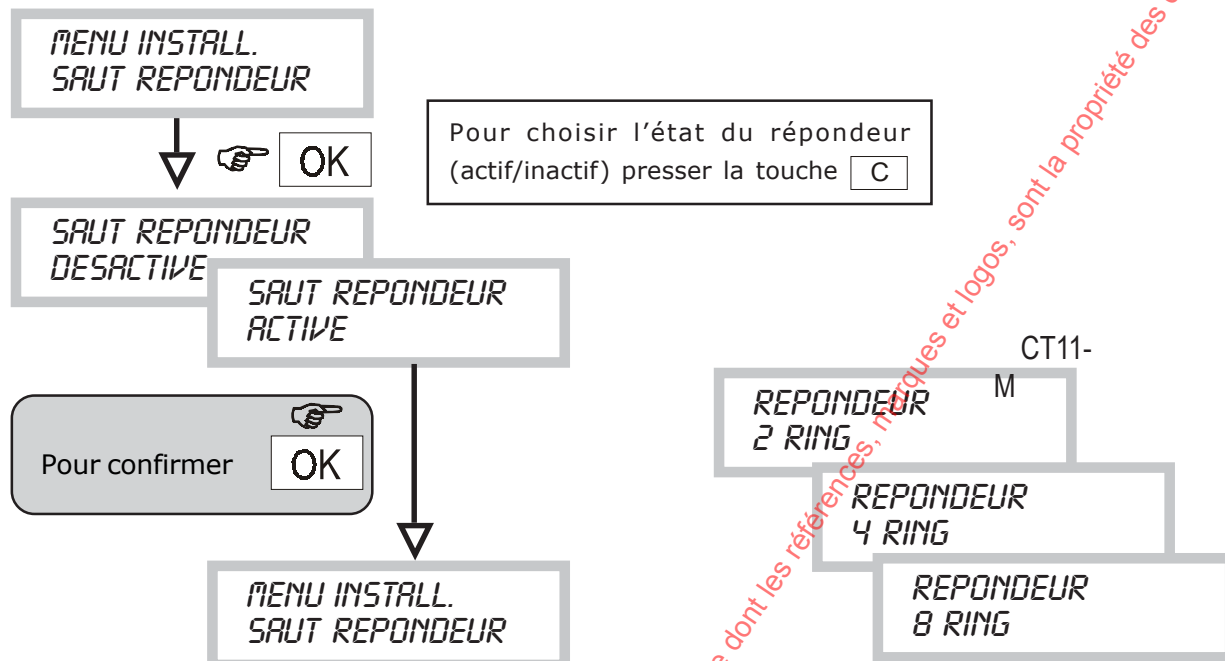 MENU INSTALL.
SAUT REPONDEUR
OK
Pour choisir l'état du répondeur
(actif/inactif) presser la touche C
SAUT REPONDEUR
DESACTIVE
SAUT REPONDEUR
ACTIVE
Pour confirmer
OK
MENU INSTALL.
SAUT REPONDEUR
CT11-
M
REPONDEUR
2 RING
REPONDEUR
4 RING
REPONDEUR
8 RING
e dont les références, marques et logos, sont la propriété des